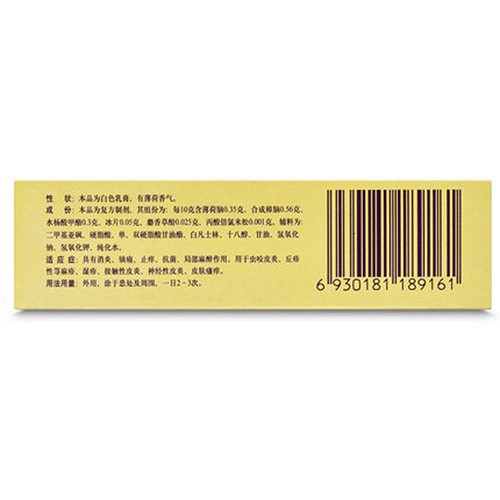 性 状：本品为白色乳膏，有薄荷香气。
成 份：本品为复方制剂，其组份为：每10克含薄荷脑0.35克，合成樟脑0.56克，
水杨酸甲酯0.3克，冰片0.05克，麝香草酚0.025克，丙酸倍氯米松0.001克。辅料为：
二甲基亚砜、硬脂酸、单、双硬脂酸甘油酯、白凡士林、十八醇、甘油、氢氧化
钠、氢氧化钾、纯化水。
适 应 症：具有消炎、镇痛、止痒、抗菌、局部麻醉作用。用于虫咬皮炎、丘疹
性荨麻疹、湿疹、接触性皮炎、神经性皮炎、皮肤瘙痒。
用法用量：外用，涂于患处及周围，一日2－3次。
6 930181 189161